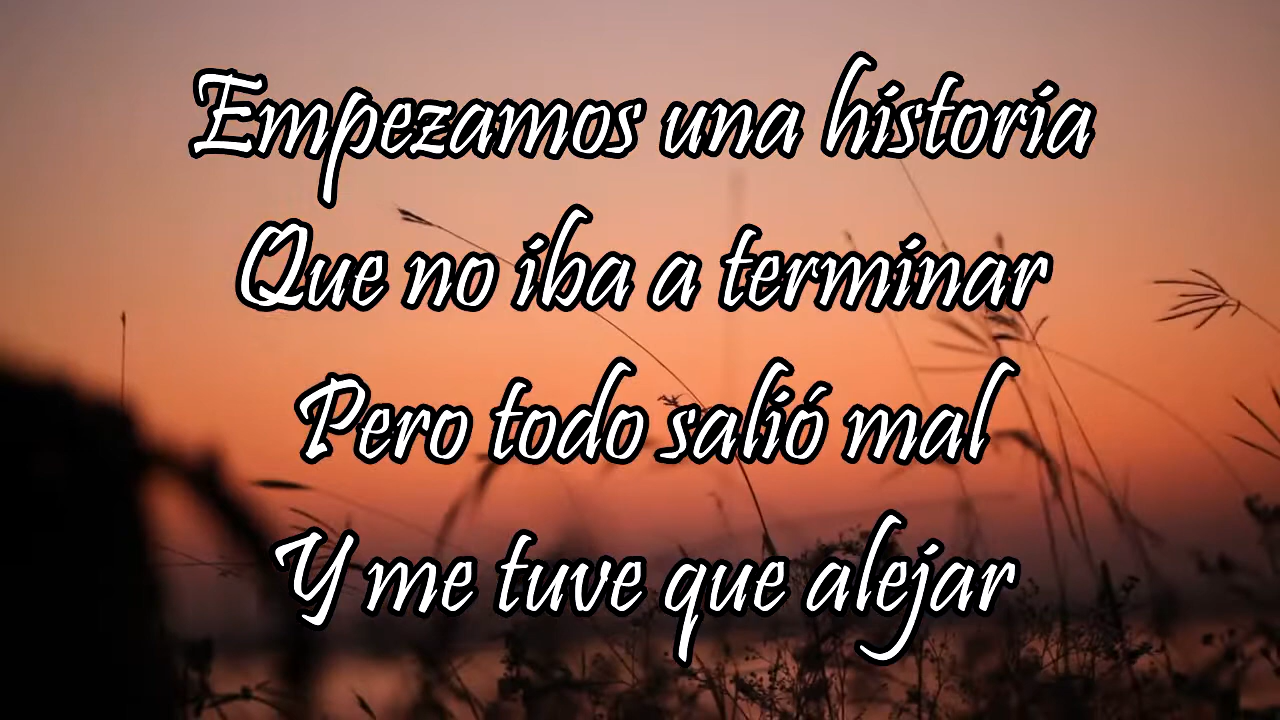 Empezamos una historia
Que no iba a terminar
Pero todo salió mal
Y me tuve que alejar